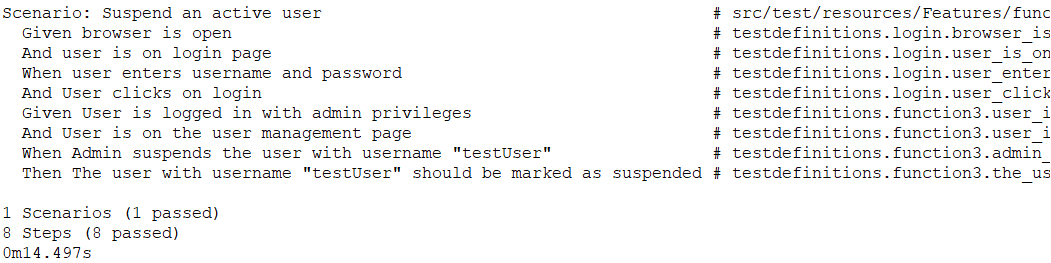 Scenario: Suspend an active user # src/test/resources/Features/func
Given browser is open # testdefinitions.login.browser_is
And user is on login page # testdefinitions.login.user_is_on
When user enters username and password # testdefinitions.login.user_enter
And User clicks on login # testdefinitions.login.user_click
Given User is logged in with admin privileges # testdefinitions.function3.user_i
And User is on the user management page # testdefinitions.function3.user_i
When Admin suspends the user with username "testUser" # testdefinitions.function3.admin_
Then The user with username "testUser" should be marked as suspended # testdefinitions.function3.the_us
1 Scenarios (1 passed)
8 Steps (8 passed)
0m14.497s